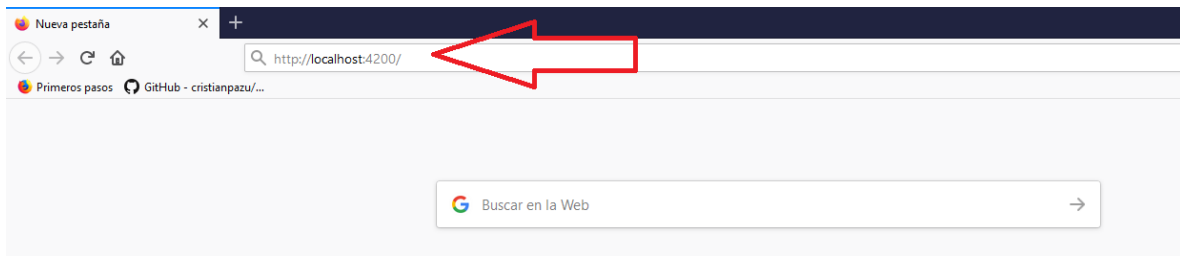 Nueva pestaña
http://localhost:4200/
Primeros pasos GitHub - cristianpazu/...
Buscar en la Web